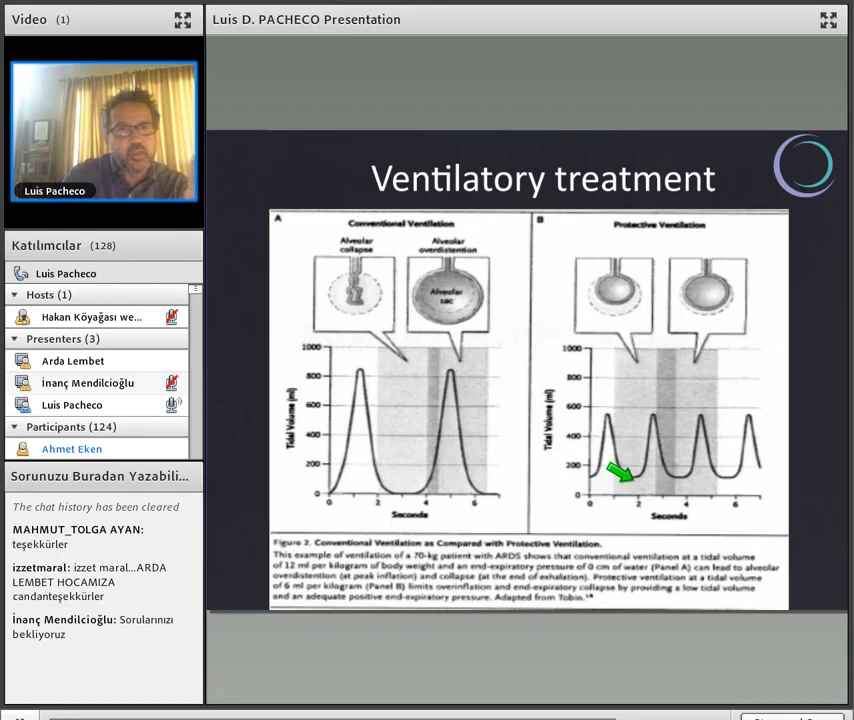 Video (1)
Luis Pacheco
Katılımcılar (128)
Luis Pacheco
Hosts (1)
Hakan Köyağası we...
Presenters (3)
Arda Lembet
İnanç Mendilcioğlu
Luis Pacheco
Participants (124)
Ahmet Eken
Sorunuzu Buradan Yazabili...
The chat history has been cleared
MAHMUT_TOLGA AYAN:
teşekkürler
izzetmaral: izzet maral...ARDA
LEMBET HOCAMIZA
candanteşekkürler
İnanç Mendilcioğlu: Sorularınızı
bekliyoruz
Luis D. PACHECO Presentation
Ventilatory treatment
A
Conventional Ventilation
Alveolar
collapse
Alveolar
overdistention
Alveolar
sac
1000
800
600
400
200
0
Tidal Volume (ml)
0
2
4
6
Seconds
B
Protective Ventilation
1000
800
600
400
200
0
Tidal Volume (ml)
0
2
4
6
Seconds
Figure 2. Conventional Ventilation as Compared with Protective Ventilation.
This example of ventilation of a 70-kg patient with ARDS shows that conventional ventilation at a tidal volume
of 12 ml per kilogram of body weight and an end-expiratory pressure of 0 cm of water (Panel A) can lead to alveolar
overdistention (at peak inflation) and collapse (at the end of exhalation). Protective ventilation at a tidal volume
of 6 ml per kilogram (Panel B) limits overinflation and end-expiratory collapse by providing a low tidal volume
and an adequate positive end-expiratory pressure. Adapted from Tobin.